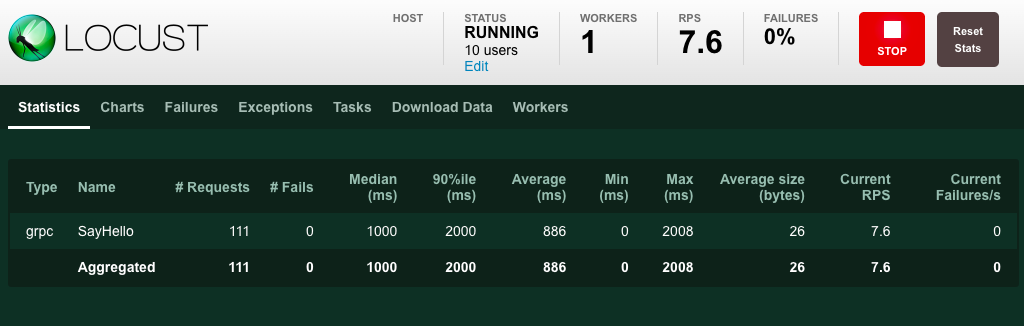 LOCUST
HOST
STATUS
RUNNING
10 users
Edit
WORKERS
1
RPS
7.6
FAILURES
0%
STOP
Reset
Stats
Statistics Charts Failures Exceptions Tasks Download Data Workers
Type Name # Requests # Fails Median (ms) 90%ile (ms) Average (ms) Min (ms) Max (ms) Average size (bytes) Current RPS Current Failures/s
grpc SayHello 111 0 1000 2000 886 0 2008 26 7.6 0
Aggregated 111 0 1000 2000 886 0 2008 26 7.6 0